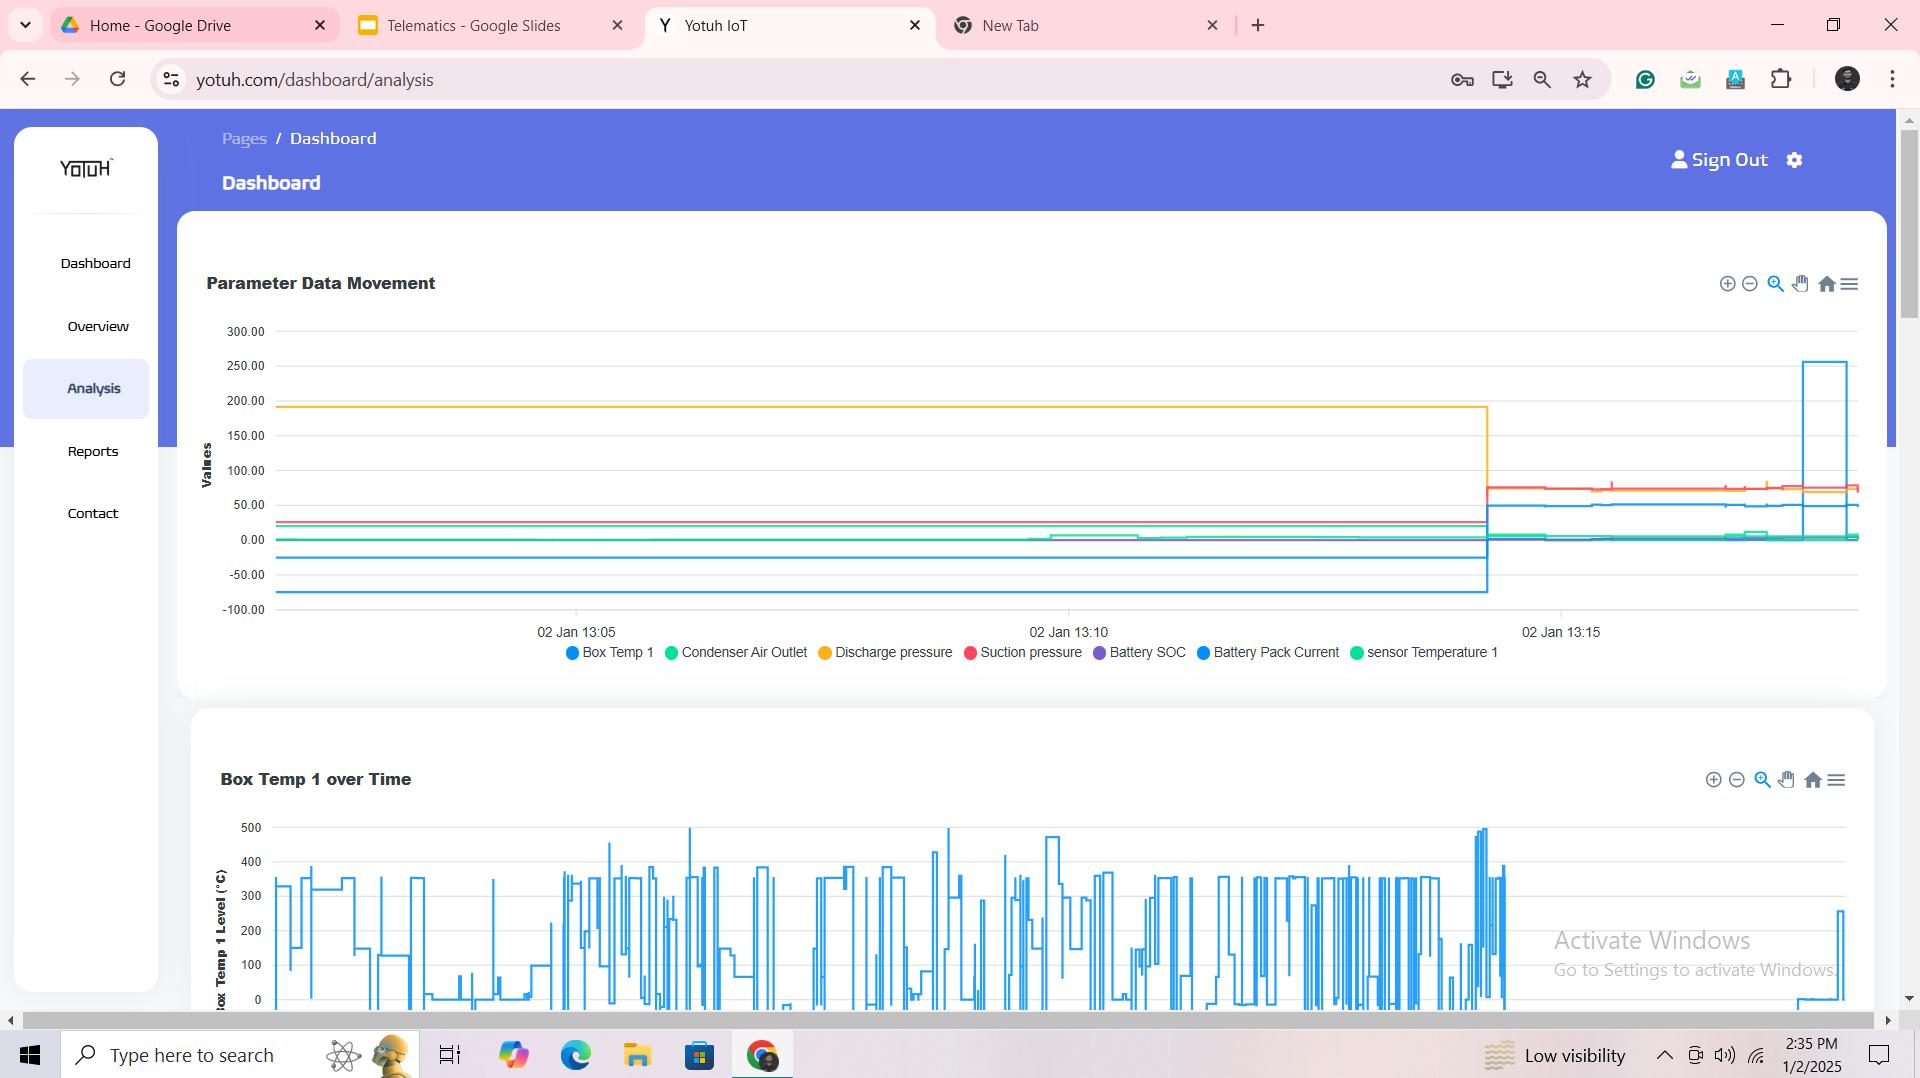 Home - Google Drive
Telematics - Google Slides
Yotuh IoT
New Tab
yotuh.com/dashboard/analysis
Pages / Dashboard
Sign Out
Dashboard
YOTUH™
Dashboard
Overview
Analysis
Reports
Contact
Parameter Data Movement
300.00
250.00
200.00
150.00
100.00
50.00
0.00
-50.00
-100.00
Values
02 Jan 13:05
02 Jan 13:10
02 Jan 13:15
Box Temp 1
Condenser Air Outlet
Discharge pressure
Suction pressure
Battery SOC
Battery Pack Current
sensor Temperature 1
Box Temp 1 over Time
500
400
300
200
100
0
Box Temp 1 Level (°C)
Activate Windows
Go to Settings to activate Windows.
Type here to search
Low visibility
2:35 PM
1/2/2025